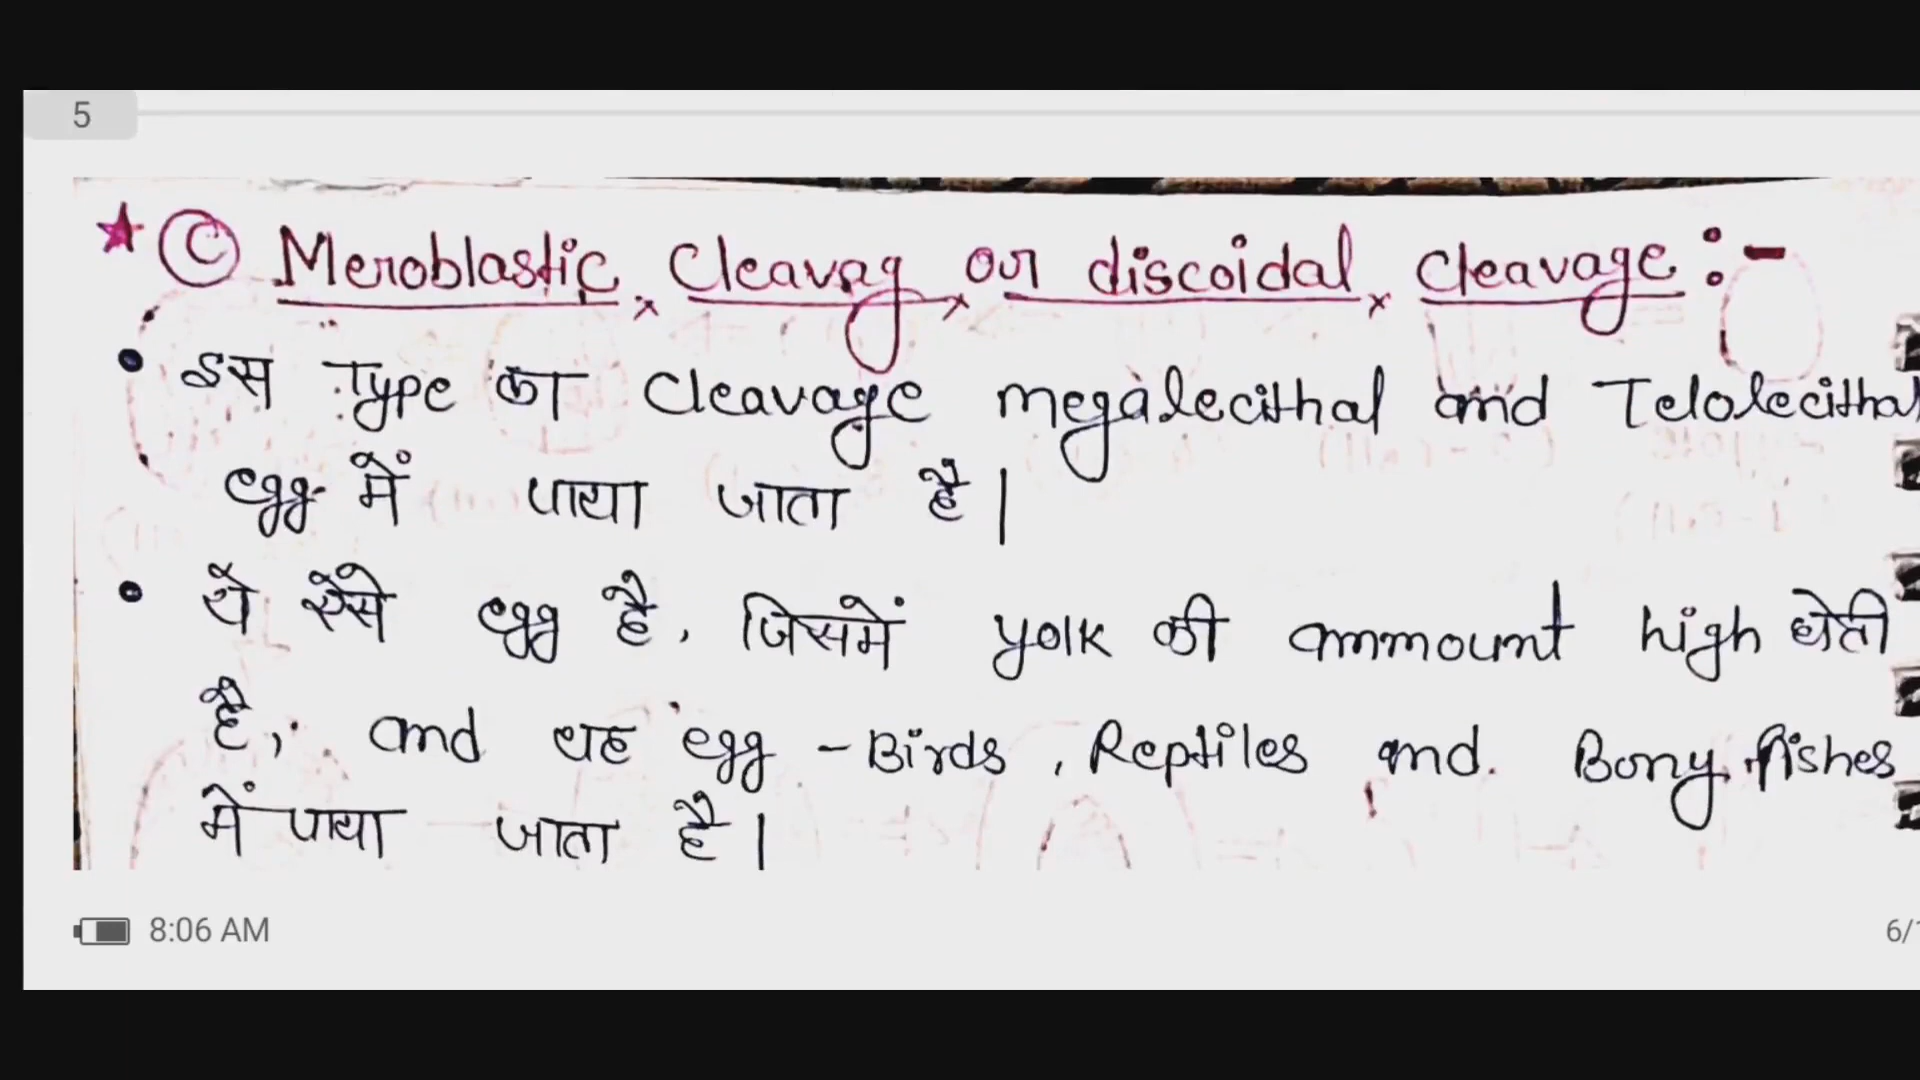 5
★ Ⓒ Meroblastic Cleavag or discoidal Cleavage :-
• इस Type का Cleavage megalecithal and Telolecithal
egg में पाया जाता है।
• ये ऐसे egg है, जिसमें yolk की ammount high होती
है, and यह egg - Birds, Reptiles and Bony fishes
में पाया जाता है।
8:06 AM
6/